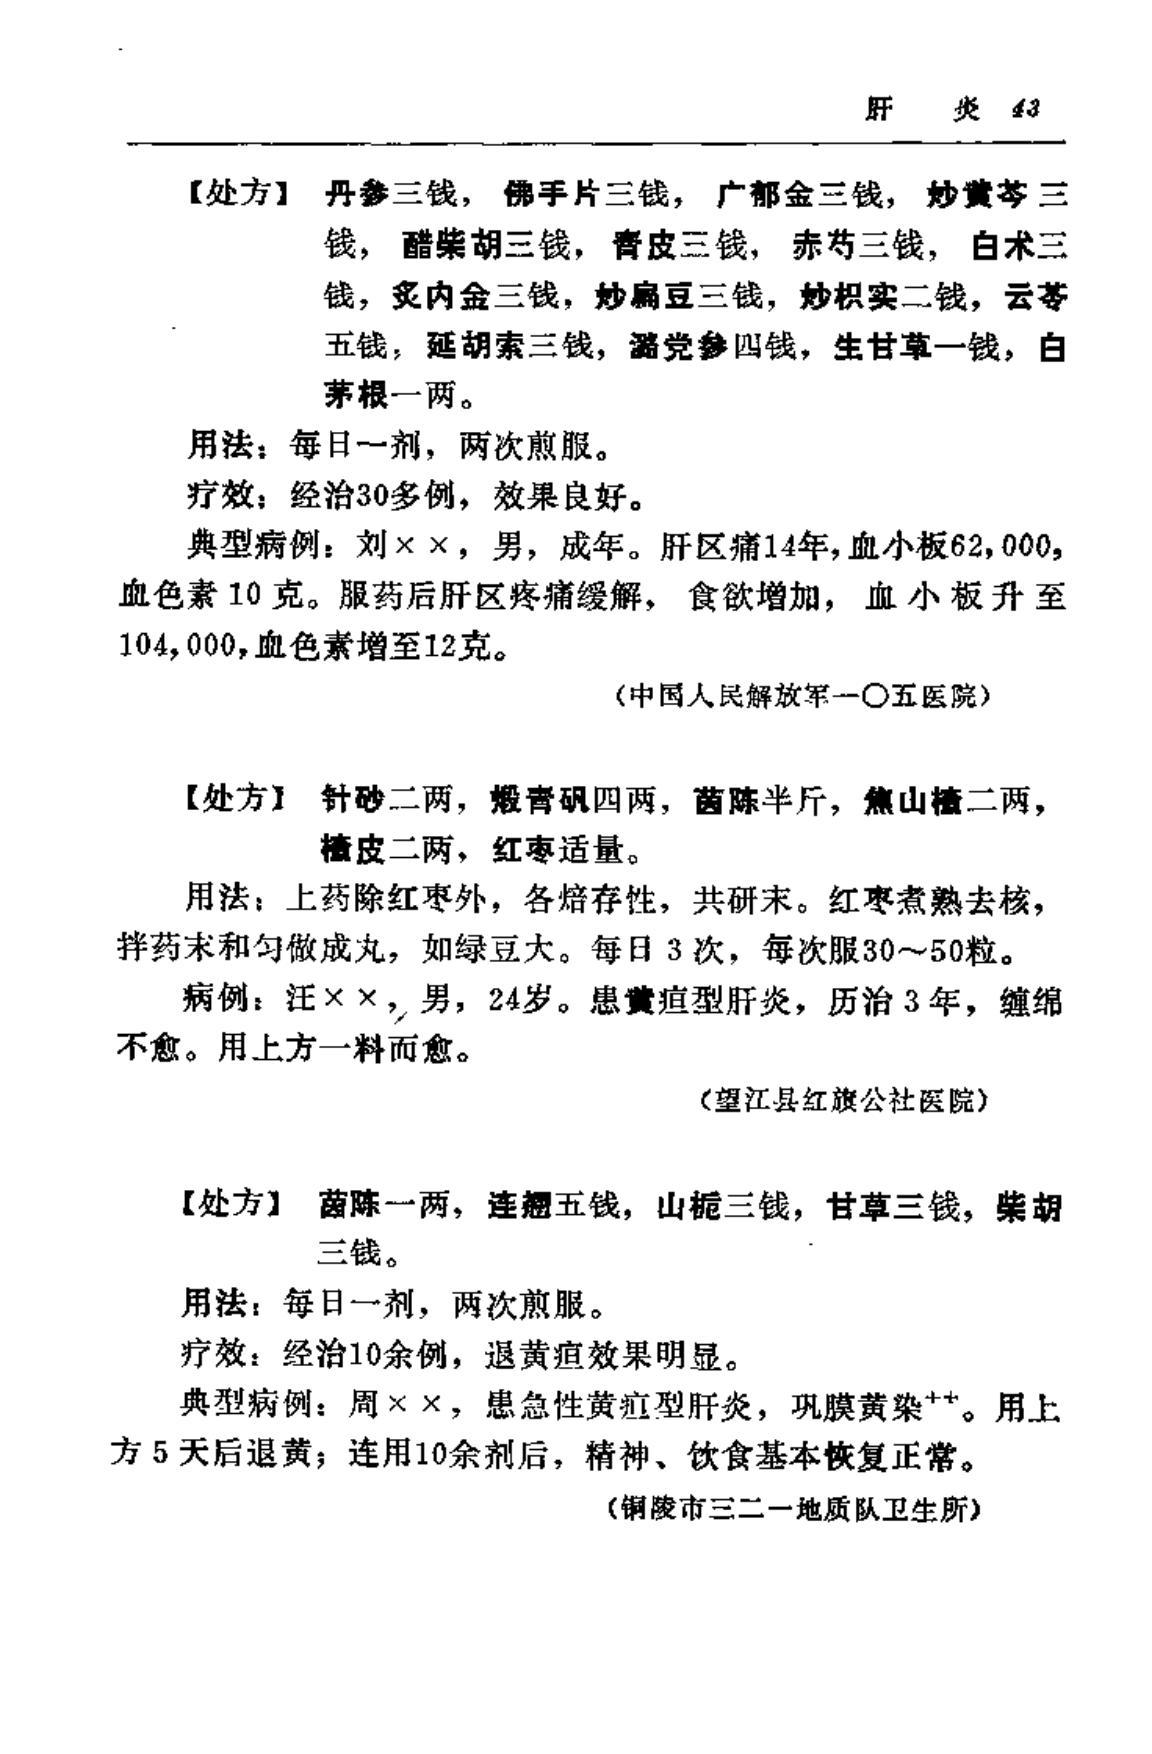 肝 炎 43
【处方】 丹参三钱，佛手片三钱，广郁金三钱，炒黄芩三
钱，醋柴胡三钱，青皮三钱，赤芍三钱，白术三
钱，炙内金三钱，炒扁豆三钱，炒枳实二钱，云苓
五钱，延胡索三钱，潞党参四钱，生甘草一钱，白
茅根一两。
用法：每日一剂，两次煎服。
疗效：经治30多例，效果良好。
典型病例：刘××，男，成年。肝区痛14年，血小板62,000，
血色素10克。服药后肝区疼痛缓解，食欲增加，血小板升至
104,000，血色素增至12克。
（中国人民解放军一〇五医院）
【处方】 针砂二两，煅青矾四两，茵陈半斤，焦山楂二两，
楂皮二两，红枣适量。
用法：上药除红枣外，各焙存性，共研末。红枣煮熟去核，
拌药末和匀做成丸，如绿豆大。每日3次，每次服30～50粒。
病例：汪××，男，24岁。患黄疸型肝炎，历治3年，缠绵
不愈。用上方一料而愈。
（望江县红旗公社医院）
【处方】 茵陈一两，连翘五钱，山栀三钱，甘草三钱，柴胡
三钱。
用法：每日一剂，两次煎服。
疗效：经治10余例，退黄疸效果明显。
典型病例：周××，患急性黄疸型肝炎，巩膜黄染⁺⁺。用上
方5天后退黄；连用10余剂后，精神、饮食基本恢复正常。
（铜陵市三二一地质队卫生所）